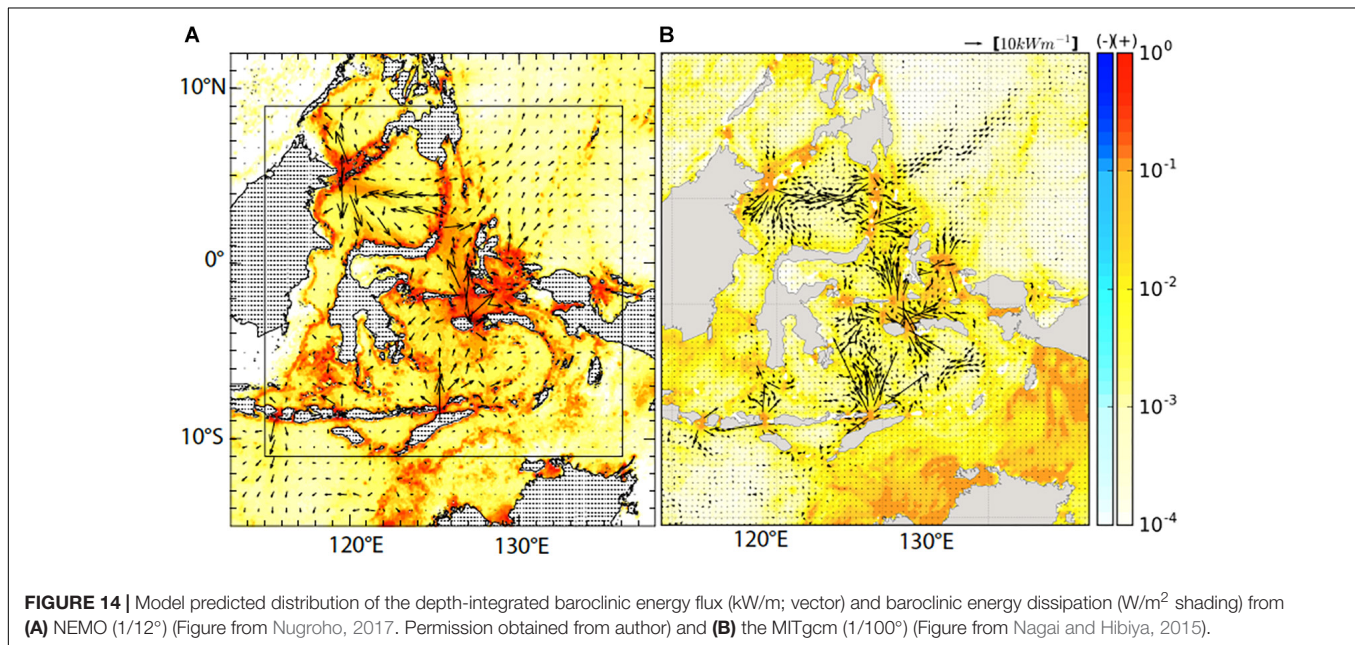 A
B
→ [10kWm⁻¹]
(-)(+)
10°N
0°
10°S
120°E
130°E
120°E
130°E
10⁰
10⁻¹
10⁻²
10⁻³
10⁻⁴
FIGURE 14 | Model predicted distribution of the depth-integrated baroclinic energy flux (kW/m; vector) and baroclinic energy dissipation (W/m² shading) from
(A) NEMO (1/12°) (Figure from Nugroho, 2017. Permission obtained from author) and (B) the MITgcm (1/100°) (Figure from Nagai and Hibiya, 2015).